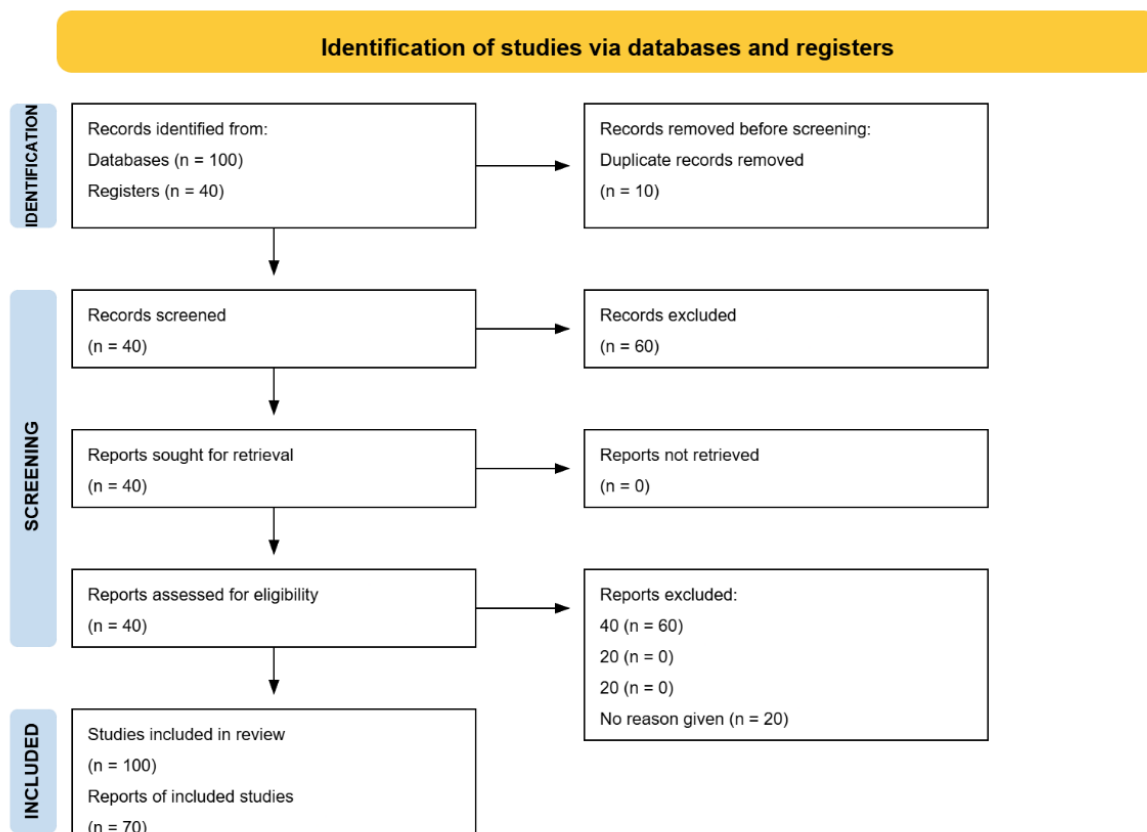 Identification of studies via databases and registers
IDENTIFICATION
Records identified from:
Databases (n = 100)
Registers (n = 40)
Records removed before screening:
Duplicate records removed
(n = 10)
SCREENING
Records screened
(n = 40)
Records excluded
(n = 60)
Reports sought for retrieval
(n = 40)
Reports not retrieved
(n = 0)
Reports assessed for eligibility
(n = 40)
Reports excluded:
40 (n = 60)
20 (n = 0)
20 (n = 0)
No reason given (n = 20)
INCLUDED
Studies included in review
(n = 100)
Reports of included studies
(n = 70)